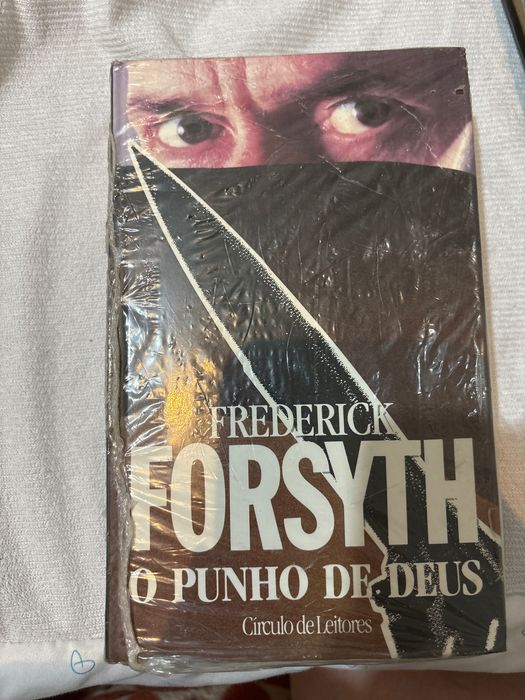 FREDERICK
FORSYTH
O PUNHO DE DEUS
Círculo de Leitores